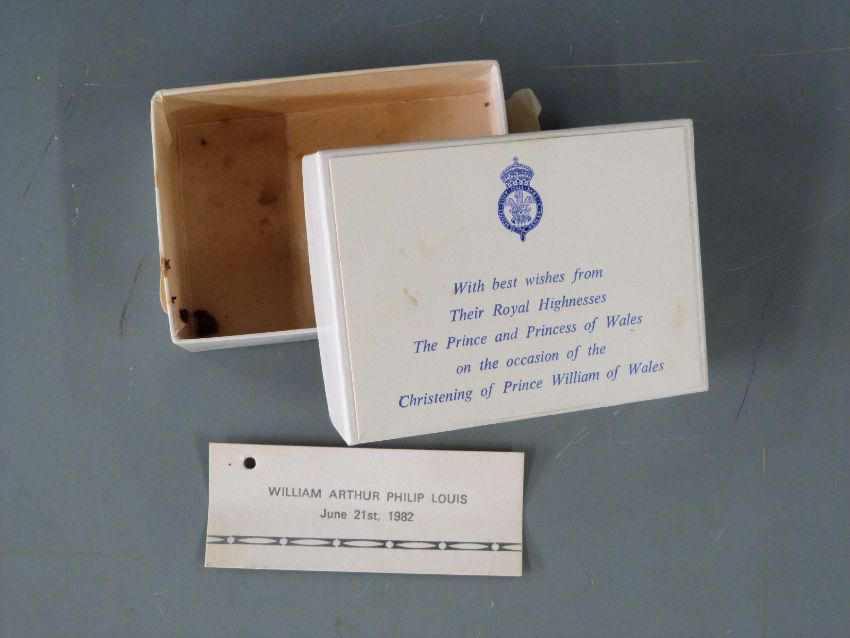 With best wishes from
Their Royal Highnesses
The Prince and Princess of Wales
on the occasion of the
Christening of Prince William of Wales
WILLIAM ARTHUR PHILIP LOUIS
June 21st, 1982